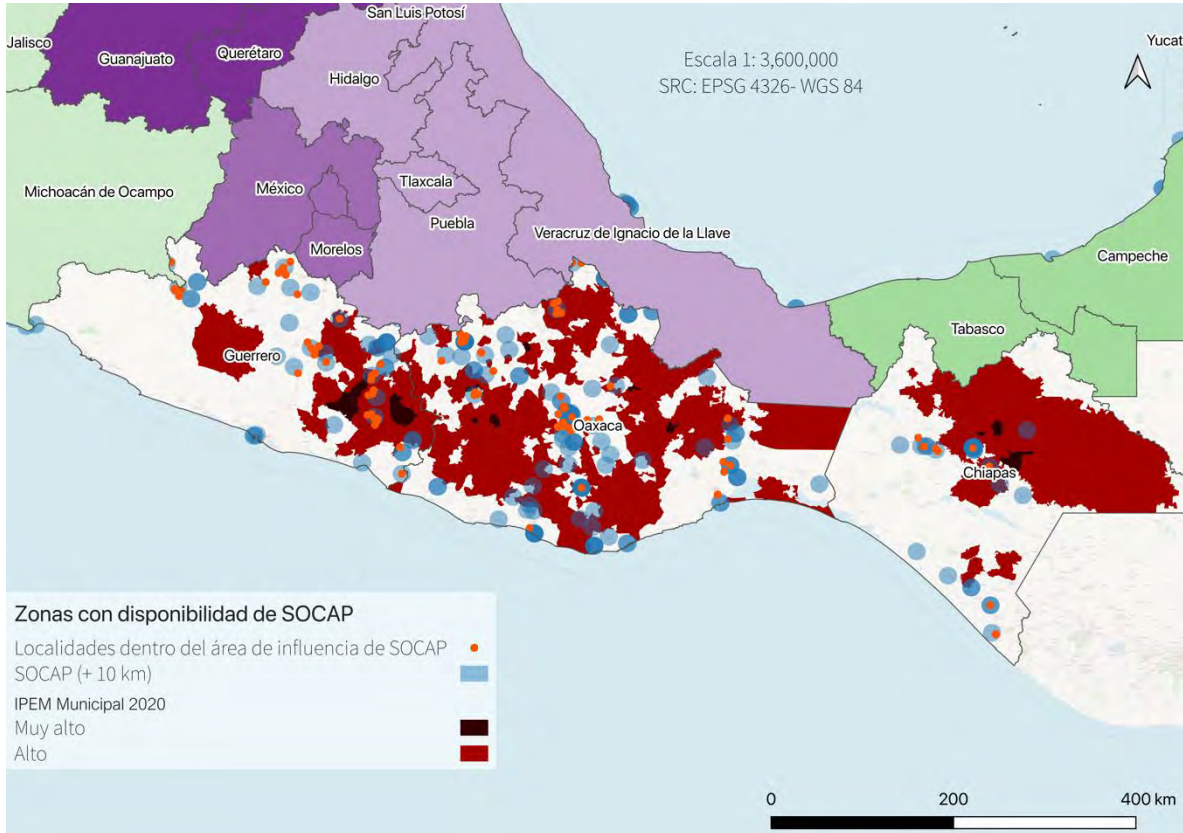 San Luis Potosí
Jalisco
Guanajuato
Querétaro
Hidalgo
Escala 1: 3,600,000
SRC: EPSG 4326- WGS 84
Yucat
Michoacán de Ocampo
México
Tlaxcala
Morelos
Puebla
Veracruz de Ignacio de la Llave
Campeche
Tabasco
Guerrero
Oaxaca
Chiapas
Zonas con disponibilidad de SOCAP
Localidades dentro del área de influencia de SOCAP
SOCAP (+ 10 km)
IPEM Municipal 2020
Muy alto
Alto
0 200 400 km